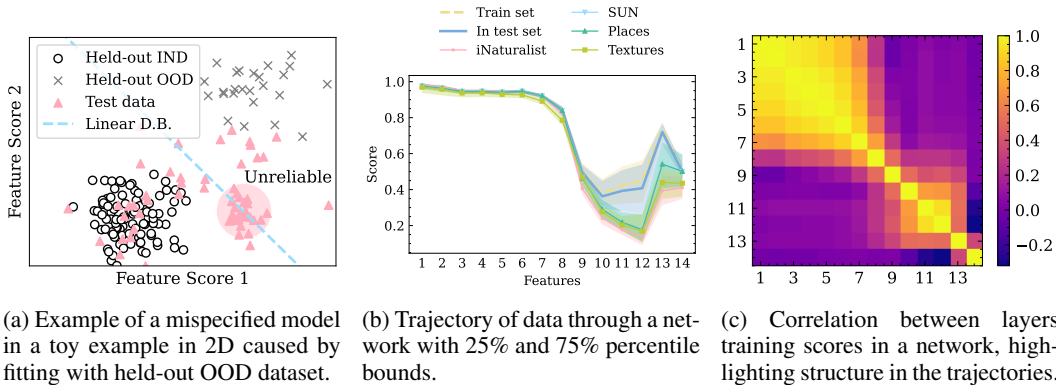 Held-out IND
Held-out OOD
Test data
Linear D.B.
Unreliable
Feature Score 2
Feature Score 1
Train set
In test set
iNaturalist
SUN
Places
Textures
1.0
0.8
0.6
0.4
0.2
Score
1 2 3 4 5 6 7 8 9 10 11 12 13 14
Features
1
3
5
7
9
11
13
1 3 5 7 9 11 13
1.0
0.8
0.6
0.4
0.2
0.0
−0.2
(a) Example of a mispecified model
in a toy example in 2D caused by
fitting with held-out OOD dataset.
(b) Trajectory of data through a net-
work with 25% and 75% percentile
bounds.
(c) Correlation between layers
training scores in a network, high-
lighting structure in the trajectories.